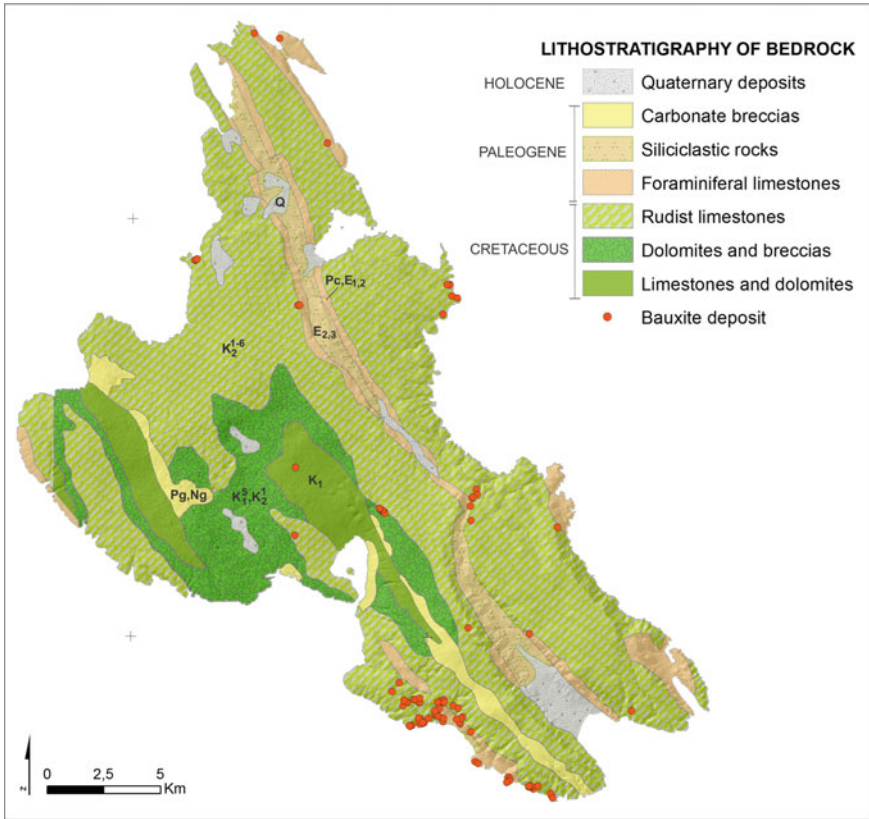 LITHOSTRATIGRAPHY OF BEDROCK
HOLOCENE
Quaternary deposits
Carbonate breccias
PALEOGENE
Siliciclastic rocks
Foraminiferal limestones
Rudist limestones
CRETACEOUS
Dolomites and breccias
Limestones and dolomites
Bauxite deposit
Q
Pc,E1,2
E2,3
K2 1-6
Pg,Ng
K1 5,K2 1
K1
z
0 2,5 5
Km